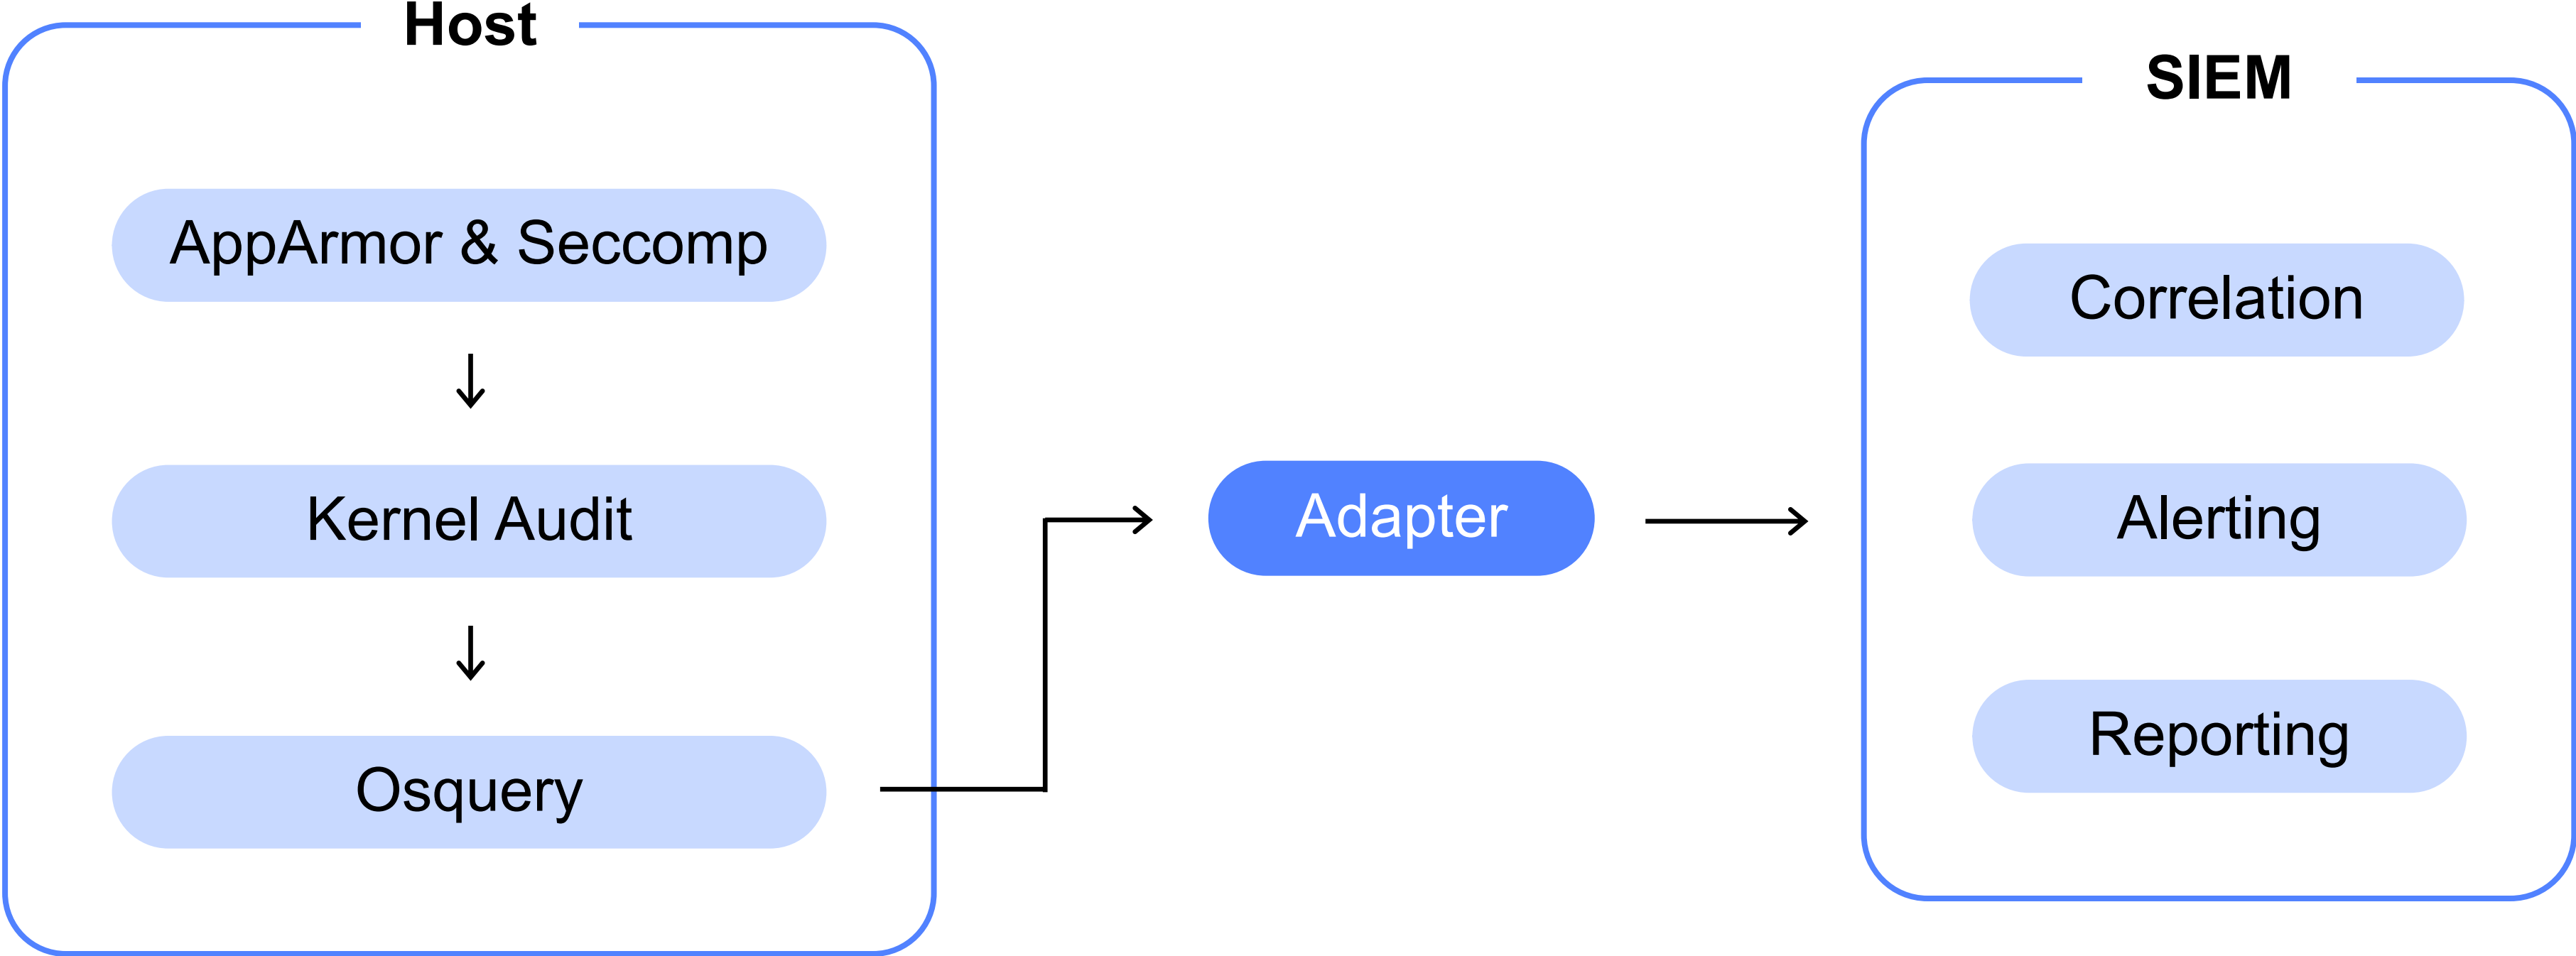 Host
AppArmor & Seccomp
Kernel Audit
Osquery
Adapter
SIEM
Correlation
Alerting
Reporting